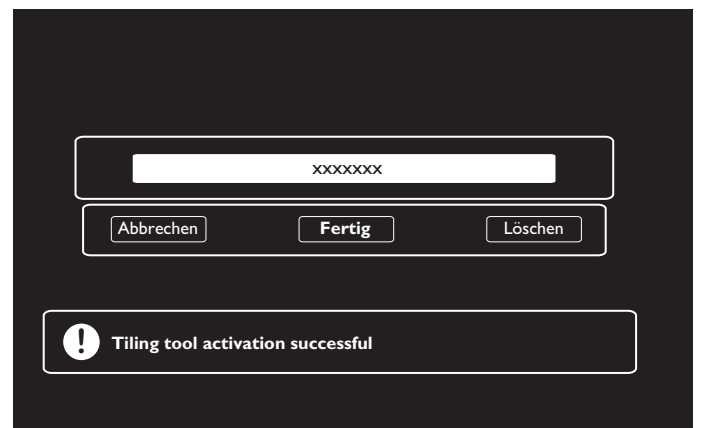 xxxxxxx
Abbrechen Fertig Löschen
! Tiling tool activation successful